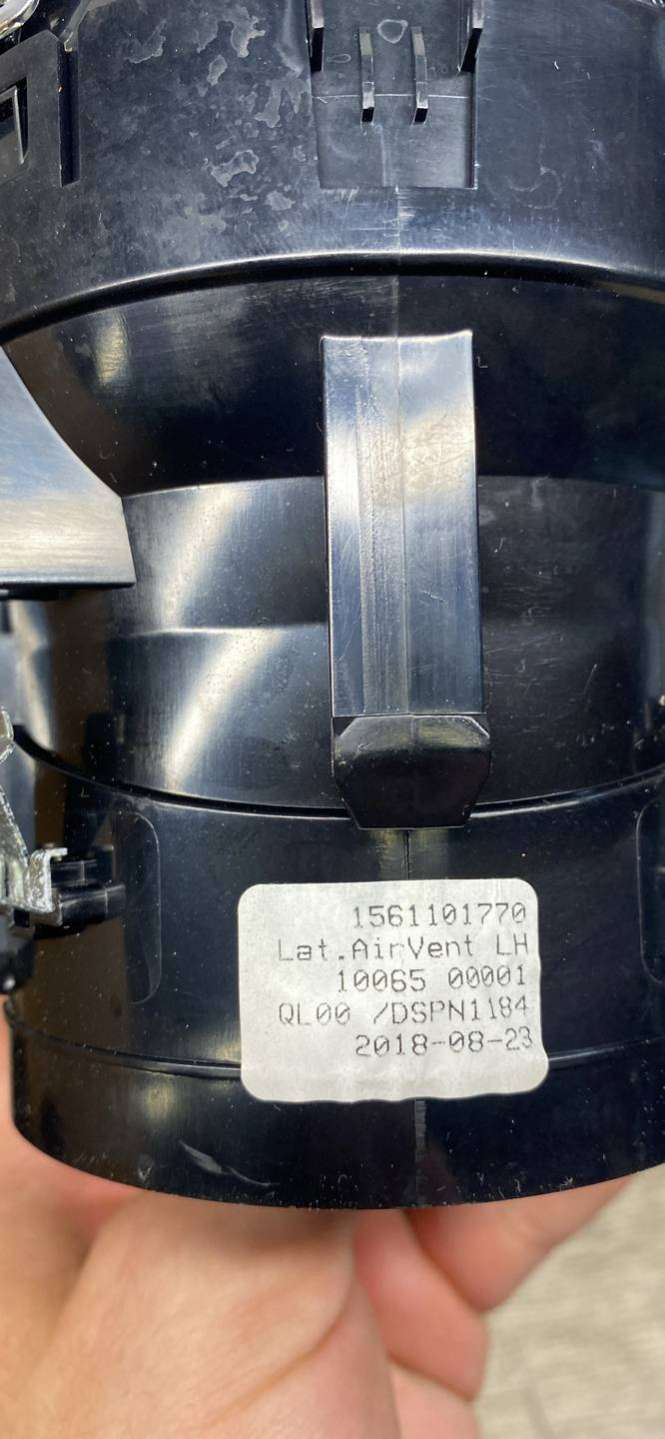 1561101770
Lat.AirVent LH
10065 00001
QL00 /DSPN1184
2018-08-23